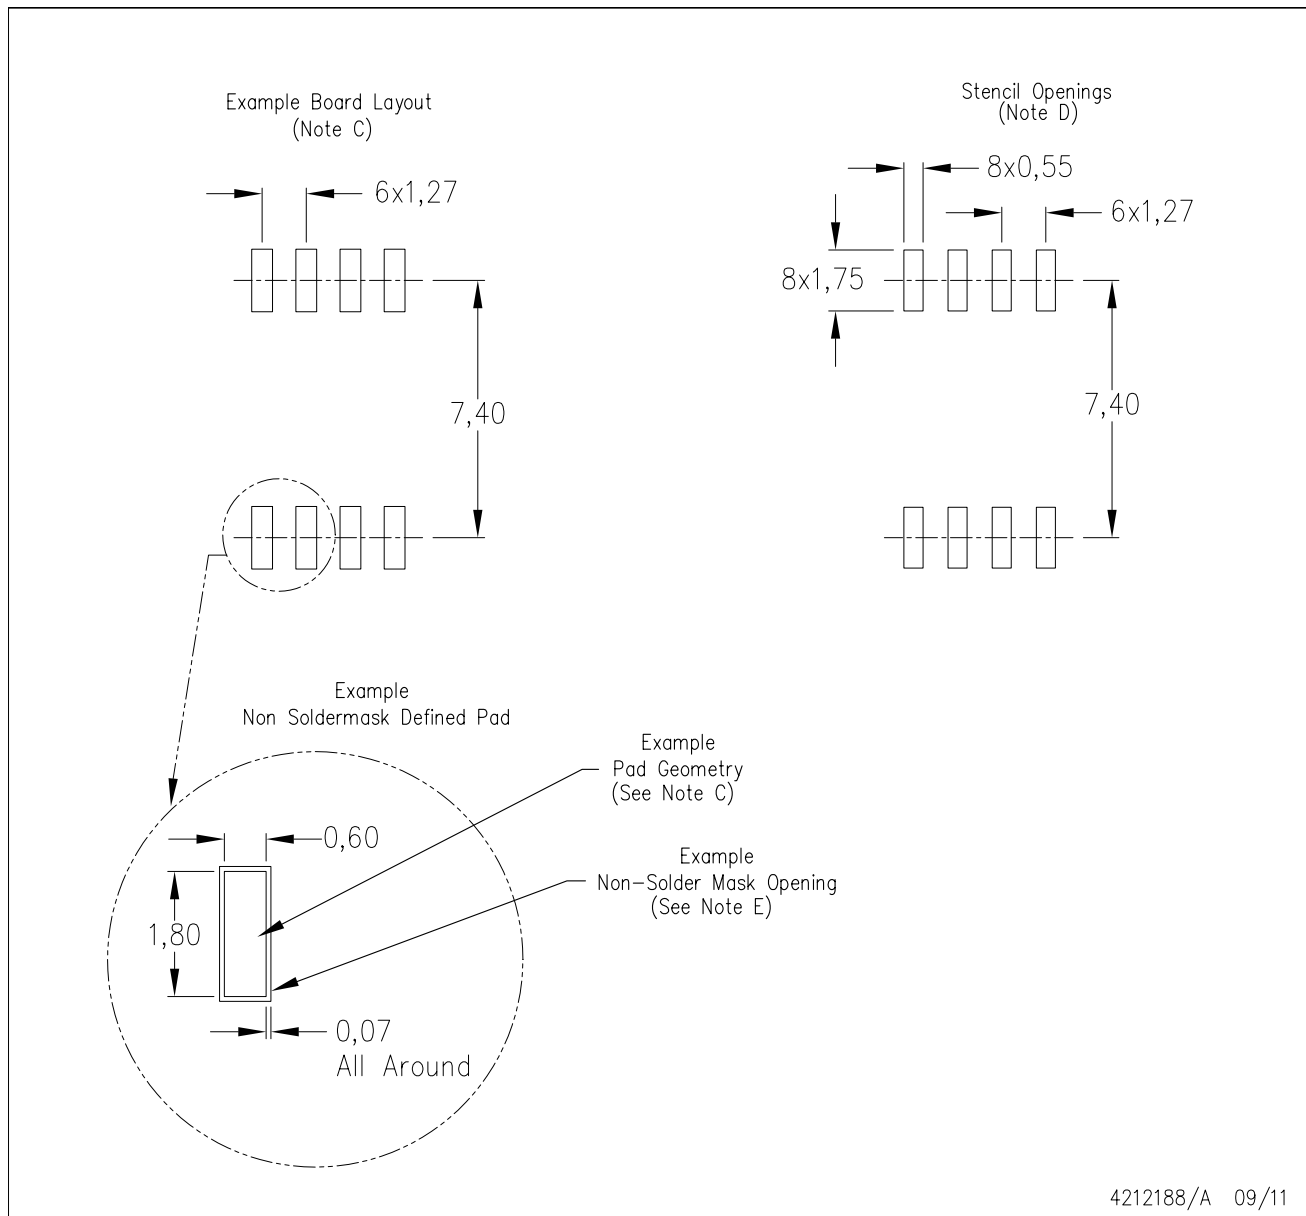 Example Board Layout
(Note C)
6x1,27
7,40
Stencil Openings
(Note D)
8x0,55
6x1,27
8x1,75
7,40
Example
Non Soldermask Defined Pad
Example
Pad Geometry
(See Note C)
0,60
Example
Non-Solder Mask Opening
(See Note E)
1,80
0,07
All Around
4212188/A 09/11